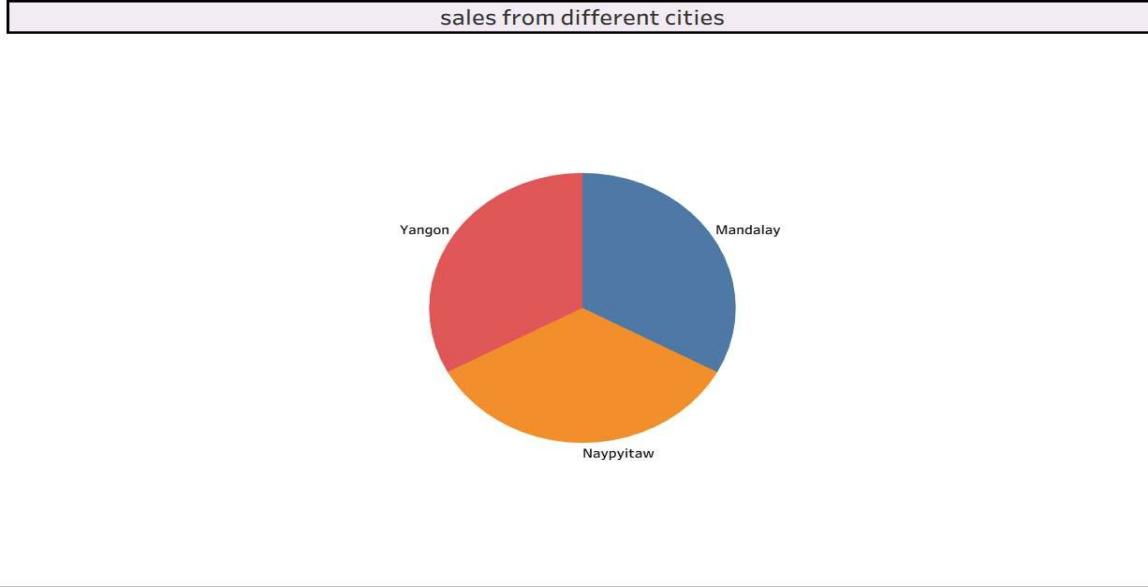 sales from different cities
Yangon
Mandalay
Naypyitaw